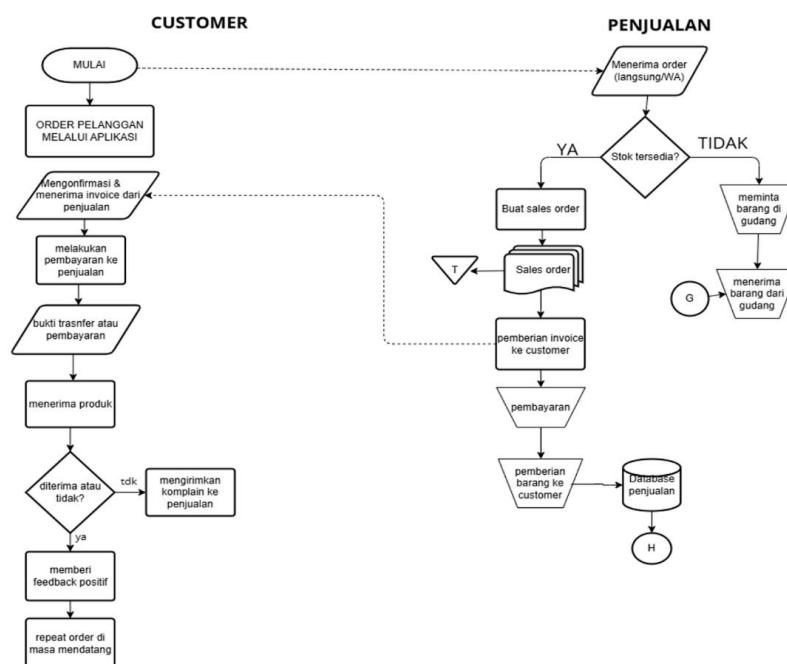 CUSTOMER
PENJUALAN
MULAI
ORDER PELANGGAN
MELALUI APLIKASI
Mengonfirmasi &
menerima invoice dari
penjualan
melakukan
pembayaran ke
penjualan
bukti trasnfer atau
pembayaran
menerima produk
diterima atau
tidak?
tdk
mengirimkan
komplain ke
penjualan
ya
memberi
feedback positif
repeat order di
masa mendatang
Menerima order
(langsung/WA)
Stok tersedia?
YA
TIDAK
Buat sales order
Sales order
T
pemberian invoice
ke customer
pembayaran
pemberian
barang ke
customer
Database
penjualan
H
meminta
barang di
gudang
menerima
barang dari
gudang
G